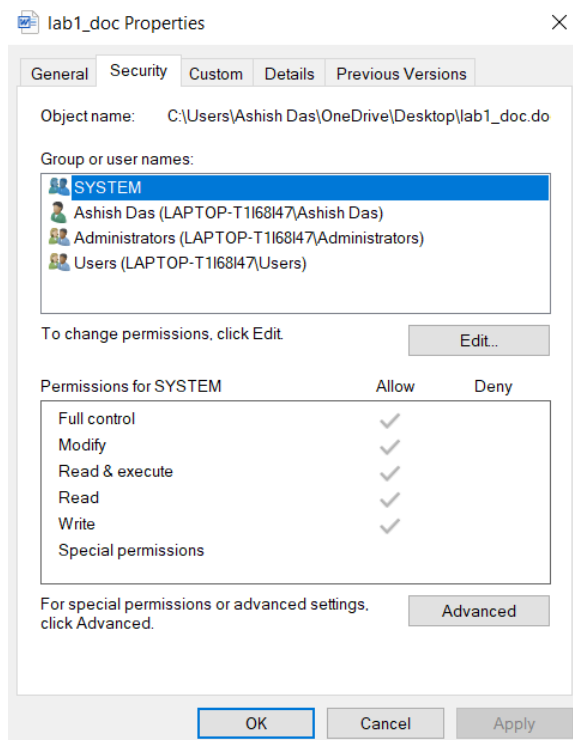 lab1_doc Properties
General Security Custom Details Previous Versions
Object name: C:\Users\Ashish Das\OneDrive\Desktop\lab1_doc.do
Group or user names:
SYSTEM
Ashish Das (LAPTOP-T1I68I47\Ashish Das)
Administrators (LAPTOP-T1I68I47\Administrators)
Users (LAPTOP-T1I68I47\Users)
To change permissions, click Edit.
Edit...
Permissions for SYSTEM Allow Deny
Full control
Modify
Read & execute
Read
Write
Special permissions
For special permissions or advanced settings,
click Advanced.
Advanced
OK Cancel Apply